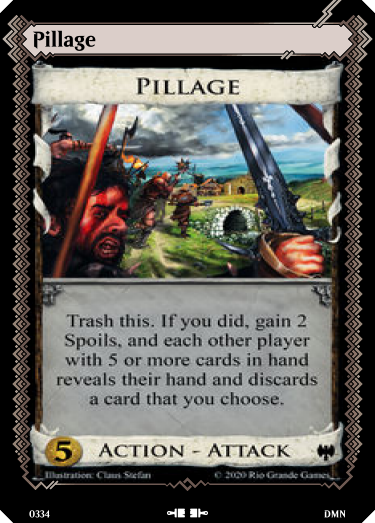 Pillage
PILLAGE
Trash this. If you did, gain 2
Spoils, and each other player
with 5 or more cards in hand
reveals their hand and discards
a card that you choose.
5 ACTION - ATTACK
Illustration: Claus Stefan © 2020 Rio Grande Games
0334 DMN